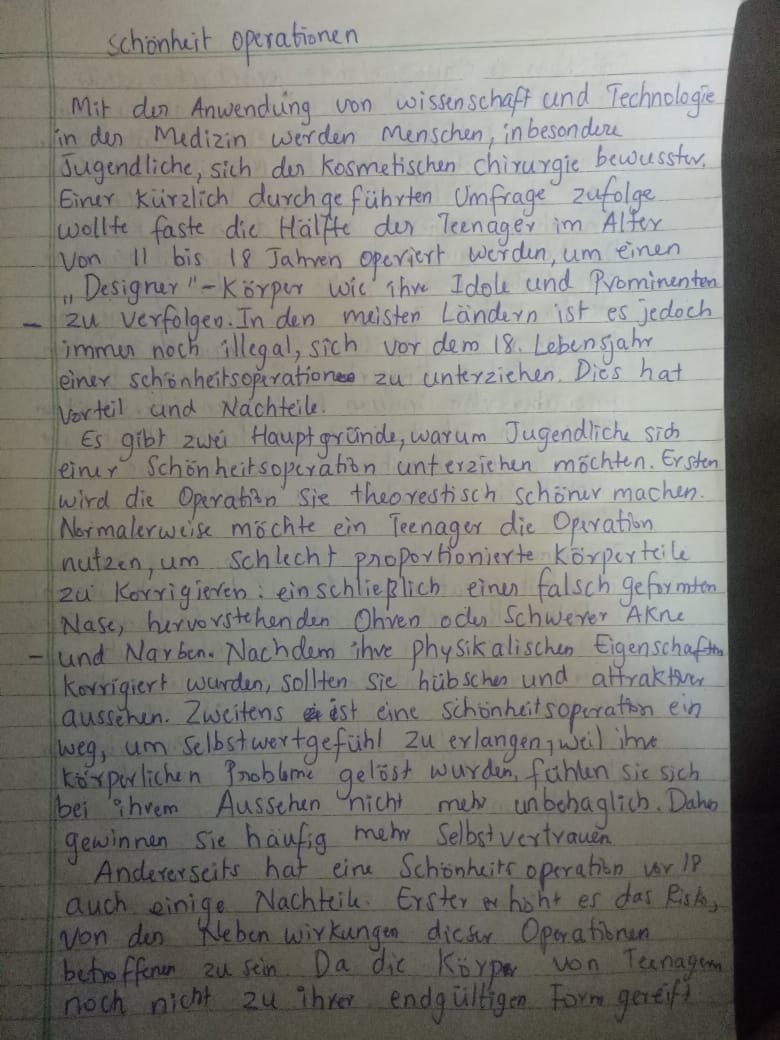 schönheit operationen
Mit der Anwendung von wissenschaft und Technologie
in der Medizin werden Menschen, inbesondere
Jugendliche, sich der kosmetischen chirurgie bewusster.
Einer kürzlich durchgeführten Umfrage zufolge
wollte faste die Hälfte der Teenager im Alter
von 11 bis 18 Jahren operiert werden, um einen
„Designer"-Körper wie ihre Idole und Prominenten
- zu verfolgen. In den meisten Ländern ist es jedoch
immer noch illegal, sich vor dem 18. Lebensjahr
einer schönheitsoperation zu unterziehen. Dies hat
Vorteil und Nachteile.
Es gibt zwei Hauptgründe, warum Jugendliche sich
einer Schönheitsoperation unterziehen möchten. Ersten
wird die Operation sie theorestisch schöner machen.
Normalerweise möchte ein Teenager die Operation
nutzen, um schlecht proportionierte Körperteile
zu korrigieren: einschließlich einer falsch geformten
Nase, hervorstehenden Ohren oder Schwerer Akne
- und Narben. Nachdem ihre physikalischen Eigenschaften
korrigiert wurden, sollten sie hübscher und attraktiver
aussehen. Zweitens ist eine schönheitsoperation ein
weg, um selbstwertgefühl zu erlangen, weil ihre
körperlichen Probleme gelöst wurden, fühlen sie sich
bei ihrem Aussehen nicht mehr unbehaglich. Daher
gewinnen sie häufig mehr Selbstvertrauen
Andererseits hat eine Schönheits operation vor 18
auch einige Nachteile. Erster erhöht es das Risiko,
von den Nebenwirkungen dieser Operationen
betroffenen zu sein. Da die Körper von Teenagern
noch nicht zu ihrer endgültigen Form gereift